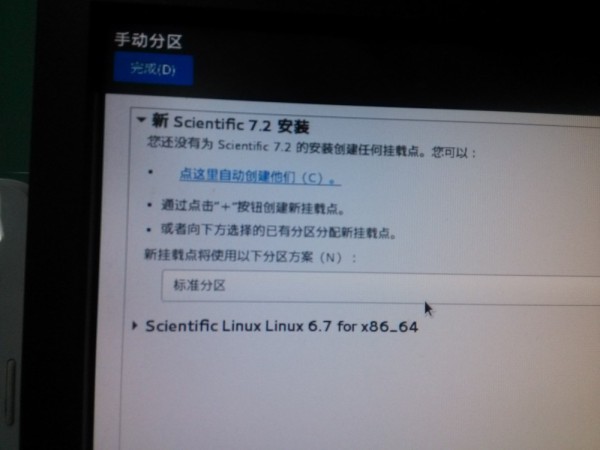 手动分区
完成(D)
新 Scientific 7.2 安装
您还没有为 Scientific 7.2 的安装创建任何挂载点。您可以：
点这里自动创建他们（C）。
通过点击“+”按钮创建新挂载点。
或者向下方选择的已有分区分配新挂载点。
新挂载点将使用以下分区方案（N）：
标准分区
Scientific Linux Linux 6.7 for x86_64